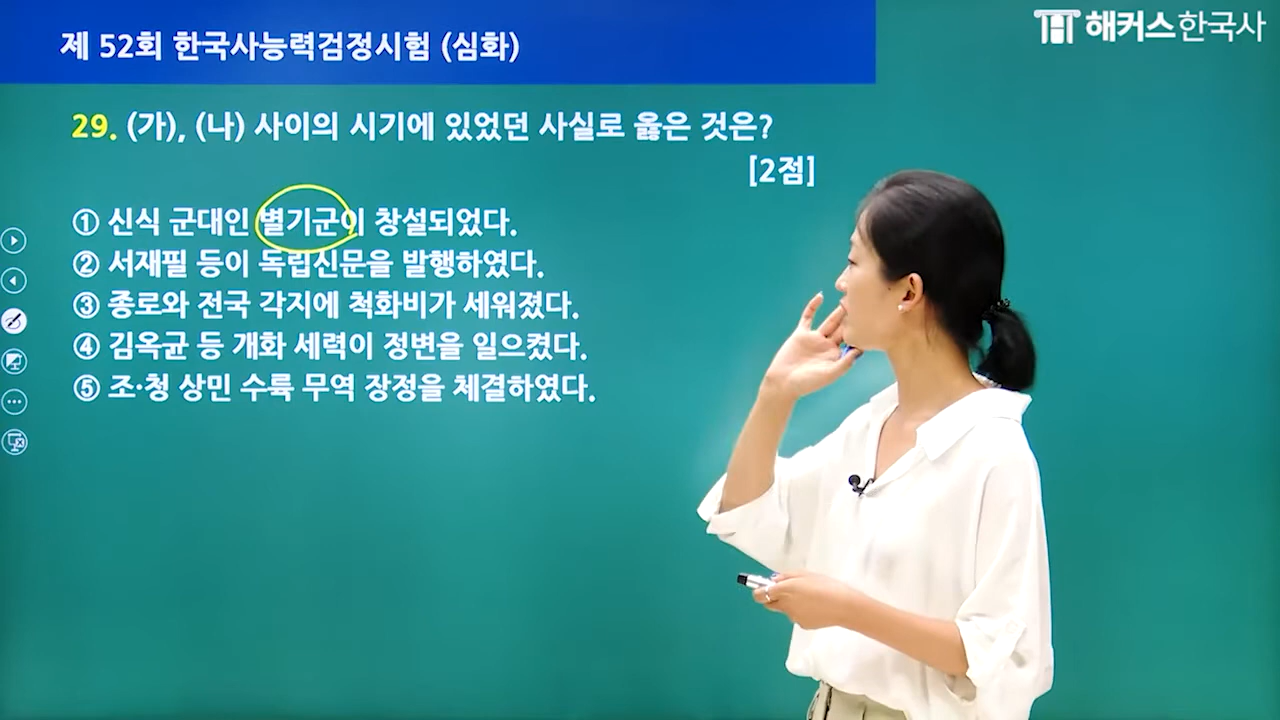 제 52회 한국사능력검정시험 (심화)
해커스한국사
29. (가), (나) 사이의 시기에 있었던 사실로 옳은 것은?
[2점]
① 신식 군대인 별기군이 창설되었다.
② 서재필 등이 독립신문을 발행하였다.
③ 종로와 전국 각지에 척화비가 세워졌다.
④ 김옥균 등 개화 세력이 정변을 일으켰다.
⑤ 조·청 상민 수륙 무역 장정을 체결하였다.